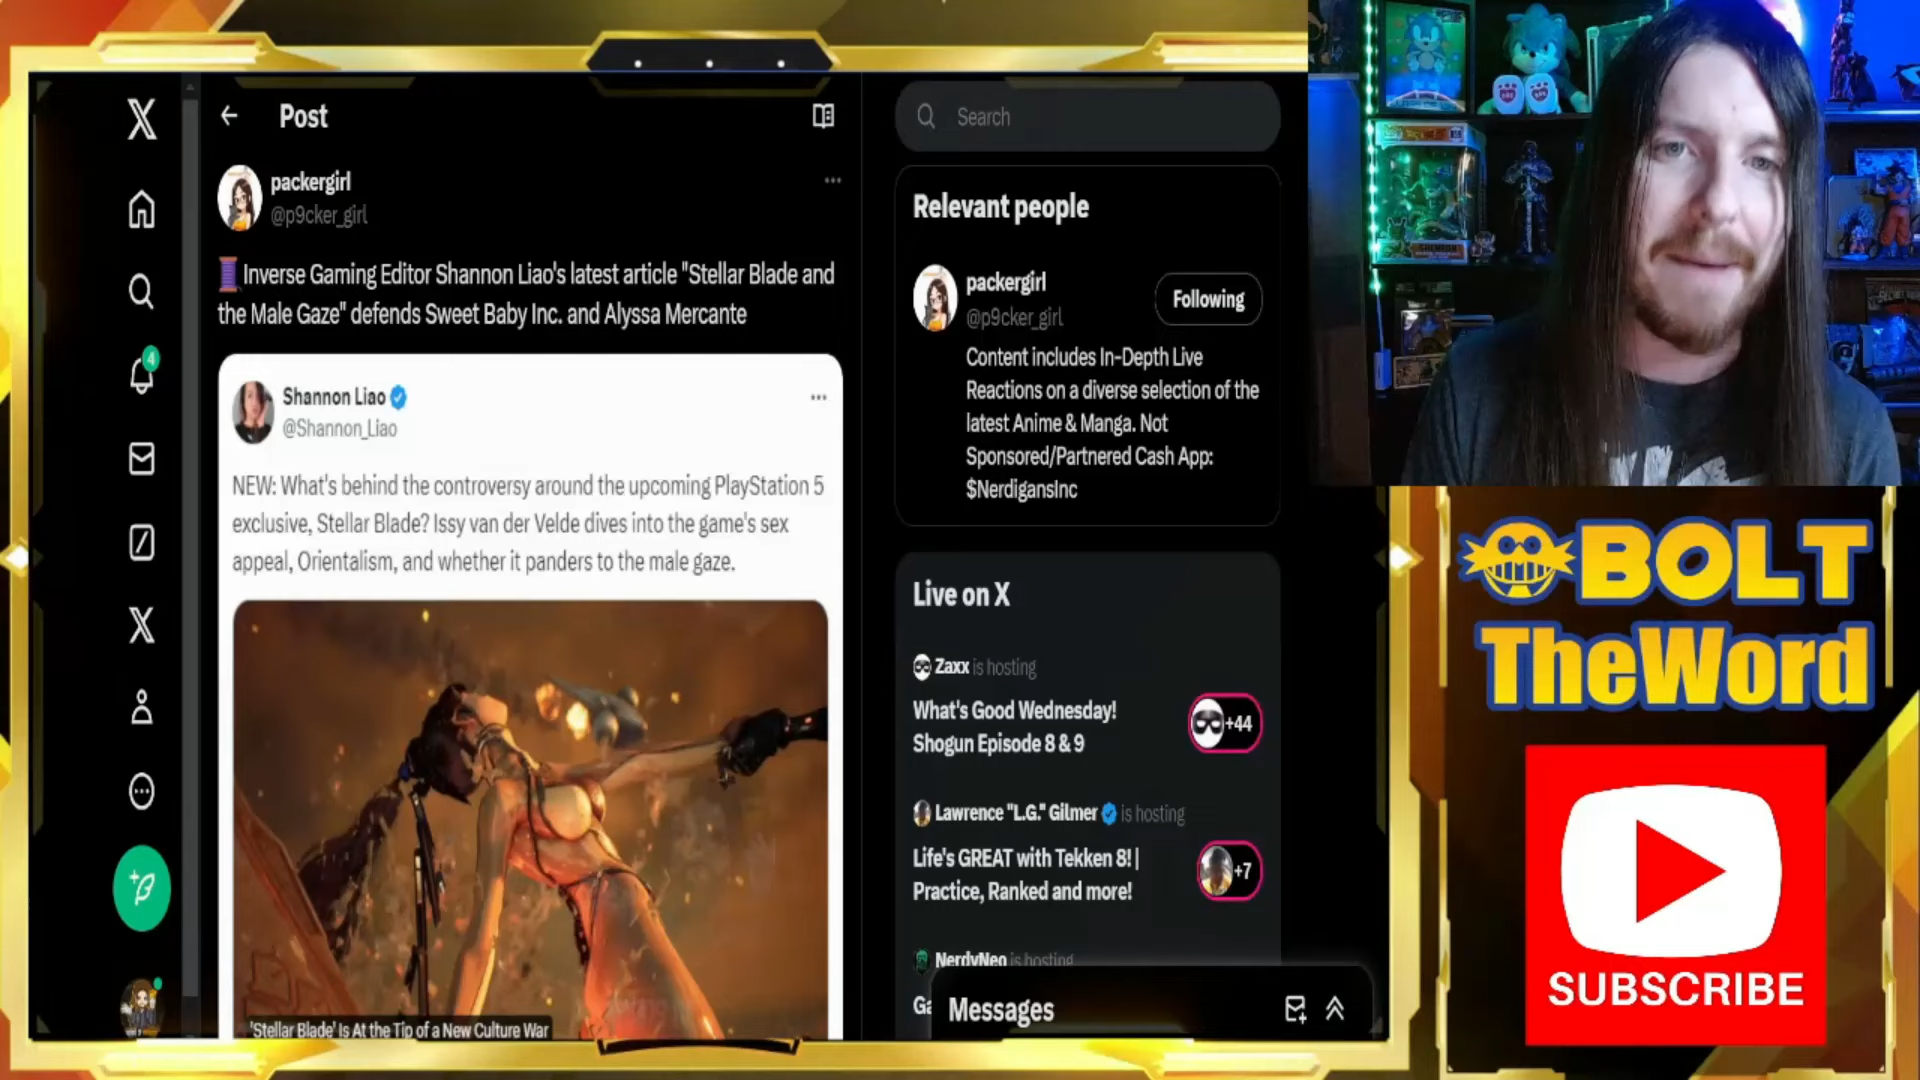 Post
packergirl
@p9cker_girl
Inverse Gaming Editor Shannon Liao's latest article "Stellar Blade and
the Male Gaze" defends Sweet Baby Inc. and Alyssa Mercante
Shannon Liao
@Shannon_Liao
NEW: What's behind the controversy around the upcoming PlayStation 5
exclusive, Stellar Blade? Issy van der Velde dives into the game's sex
appeal, Orientalism, and whether it panders to the male gaze.
'Stellar Blade' Is At the Tip of a New Culture War
4
Search
Relevant people
packergirl
@p9cker_girl
Following
Content includes In-Depth Live
Reactions on a diverse selection of the
latest Anime & Manga. Not
Sponsored/Partnered Cash App:
$NerdigansInc
Live on X
Zaxx is hosting
What's Good Wednesday!
Shogun Episode 8 & 9
+44
Lawrence "L.G." Gilmer is hosting
Life's GREAT with Tekken 8! |
Practice, Ranked and more!
+7
NerdyNeo is hosting
Messages
BOLT
TheWord
SUBSCRIBE